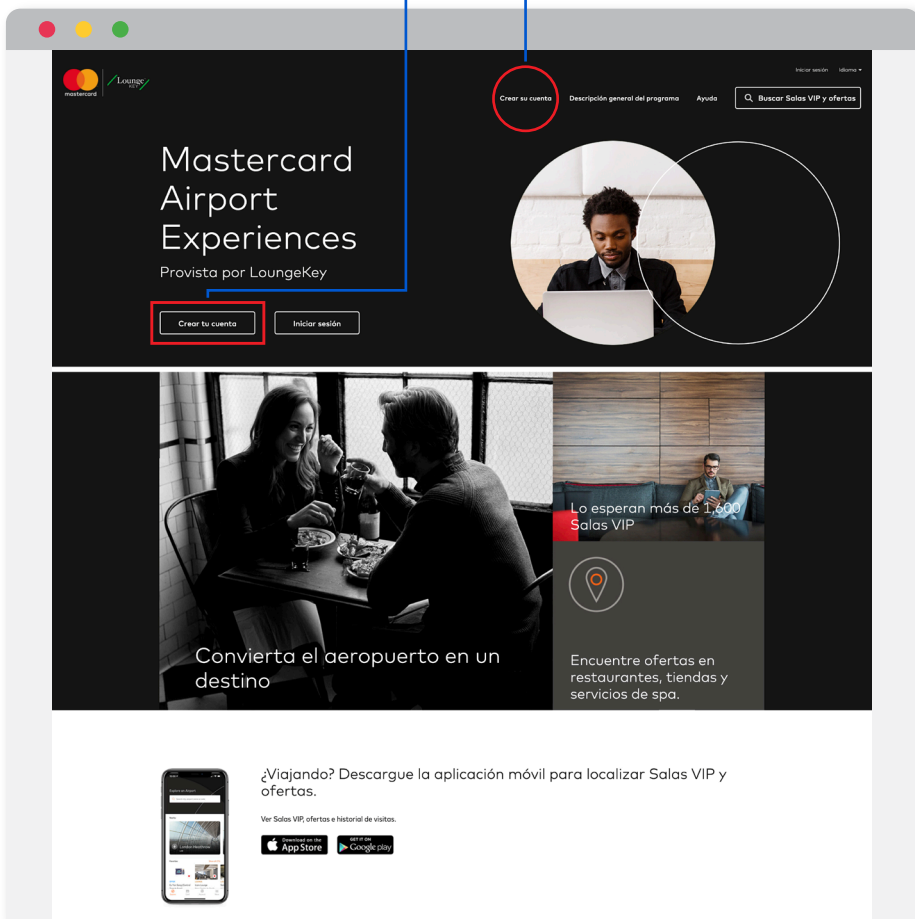 Iniciar sesión Idioma
mastercard
Lounge
KEY
Crear su cuenta Descripción general del programa Ayuda Buscar Salas VIP y ofertas
Mastercard
Airport
Experiences
Provista por LoungeKey
Crear tu cuenta Iniciar sesión
Lo esperan más de 1,600
Salas VIP
Convierta el aeropuerto en un
destino
Encuentre ofertas en
restaurantes, tiendas y
servicios de spa.
¿Viajando? Descargue la aplicación móvil para localizar Salas VIP y
ofertas.
Ver Salas VIP, ofertas e historial de visitas.
Download on the
App Store
GET IT ON
Google play